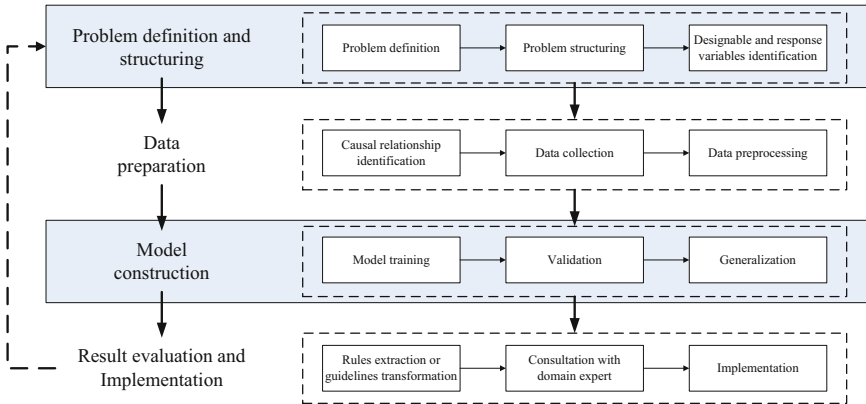 Problem definition and
structuring
Problem definition
Problem structuring
Designable and response
variables identification
Data
preparation
Causal relationship
identification
Data collection
Data preprocessing
Model
construction
Model training
Validation
Generalization
Result evaluation and
Implementation
Rules extraction or
guidelines transformation
Consultation with
domain expert
Implementation